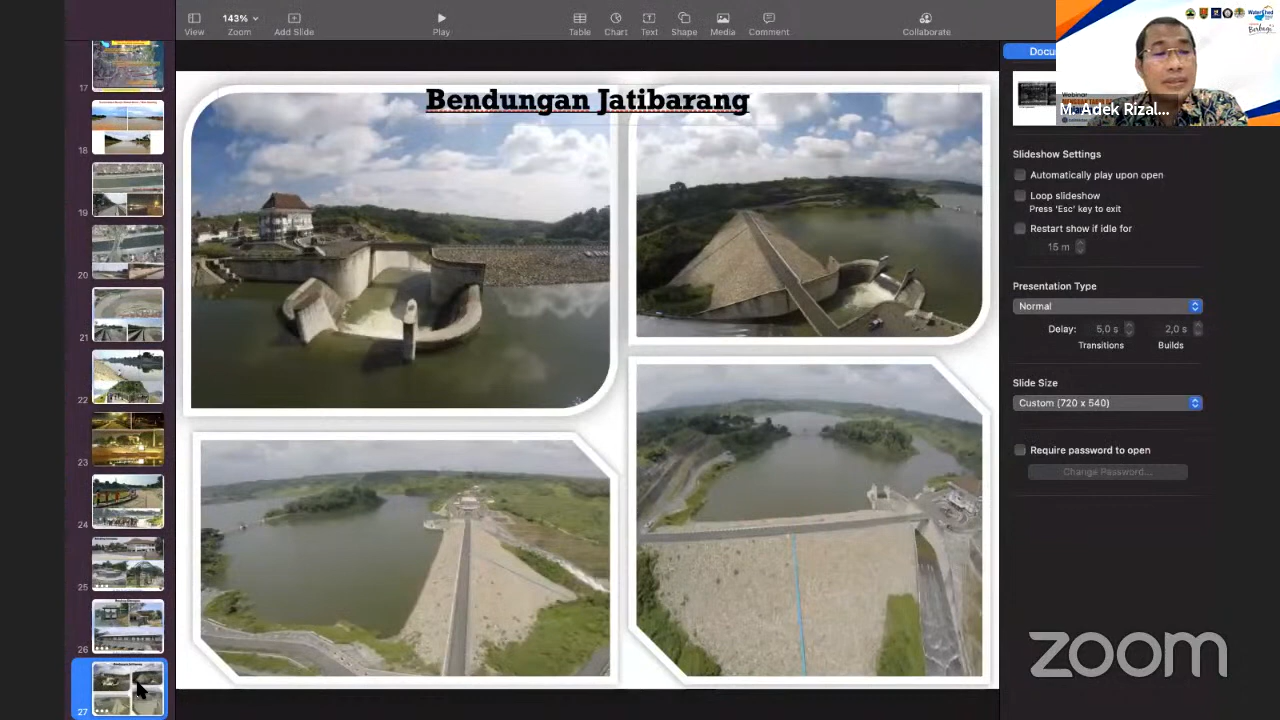 143%
View
Zoom
Add Slide
Play
Table
Chart
Text
Shape
Media
Comment
Collaborate
17
18
19
20
21
22
23
24
25
26
27
Bendungan Jatibarang
Docu
Webinar
M. Adek Rizal...
Slideshow Settings
Automatically play upon open
Loop slideshow
Press 'Esc' key to exit
Restart show if idle for
15 m
Presentation Type
Normal
Delay:
5,0 s
2,0 s
Transitions
Builds
Slide Size
Custom (720 x 540)
Require password to open
Change Password...
zoom